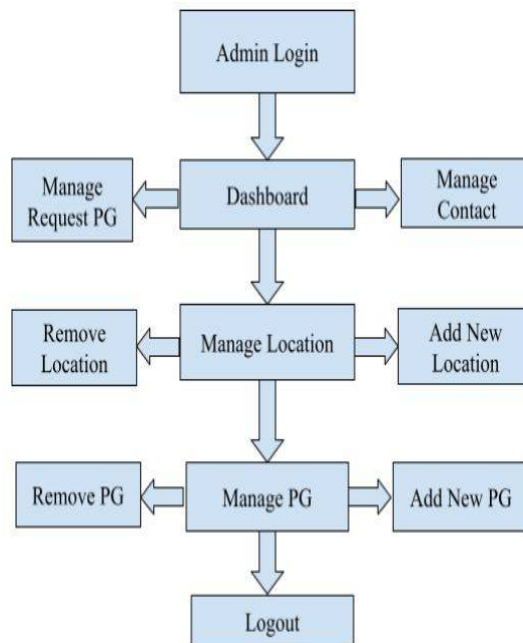 Admin Login
Manage
Request PG
Dashboard
Manage
Contact
Remove
Location
Manage Location
Add New
Location
Remove PG
Manage PG
Add New PG
Logout